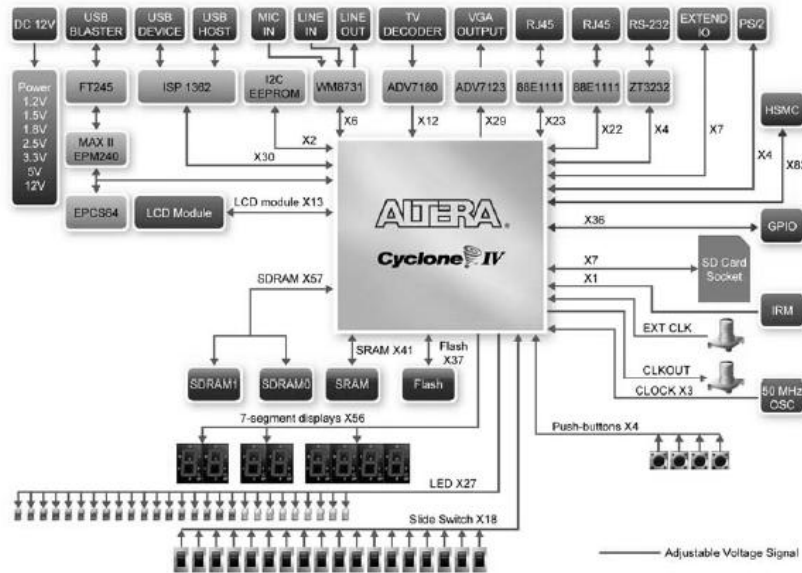 DC 12V
USB
BLASTER
USB
DEVICE
USB
HOST
MIC
IN
LINE
IN
LINE
OUT
TV
DECODER
VGA
OUTPUT
RJ45
RJ45
RS-232
EXTEND
IO
PS/2
Power
1.2V
1.5V
1.8V
2.5V
3.3V
5V
12V
FT245
ISP 1362
I2C
EEPROM
WM8731
ADV7180
ADV7123
88E1111
88E1111
ZT3232
HSMC
X6
X12
X29
X23
X22
X4
X7
X4
X2
X30
MAX II
EPM240
EPCS64
LCD Module
LCD module X13
ALTERA
Cyclone IV
X36
GPIO
X7
SD Card
Socket
X1
IRM
SDRAM X57
EXT CLK
CLKOUT
CLOCK X3
50 MHz
OSC
SRAM X41
Flash
X37
SDRAM1
SDRAM0
SRAM
Flash
7-segment displays X56
Push-buttons X4
LED X27
Slide Switch X18
Adjustable Voltage Signal